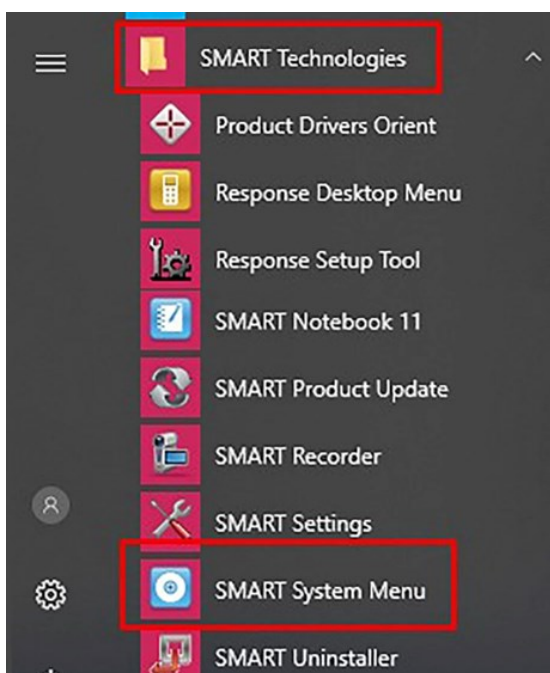 SMART Technologies
Product Drivers Orient
Response Desktop Menu
Response Setup Tool
SMART Notebook 11
SMART Product Update
SMART Recorder
SMART Settings
SMART System Menu
SMART Uninstaller